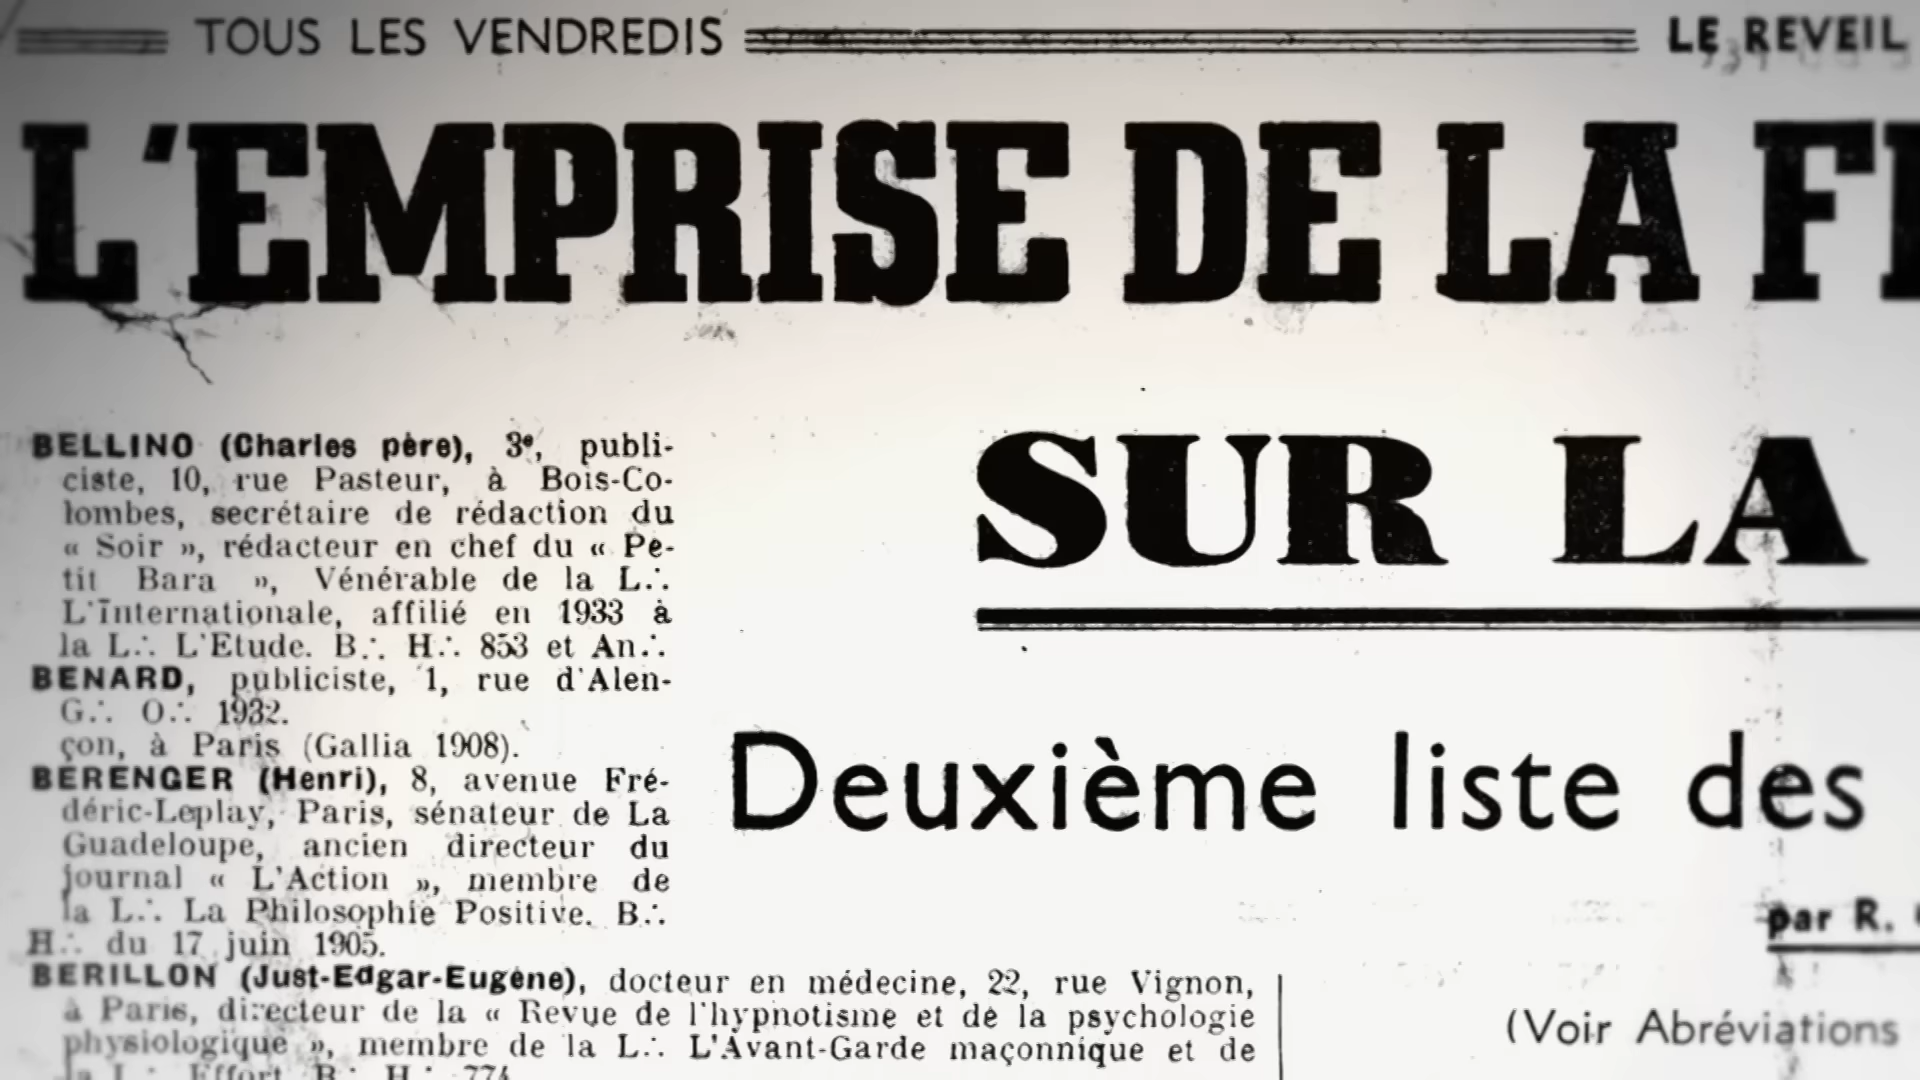 TOUS LES VENDREDIS
LE REVEIL
L'EMPRISE DE LA
SUR LA
Deuxième liste des
par R.
(Voir Abréviations
BELLINO (Charles père), 3e, publi-
ciste, 10, rue Pasteur, à Bois-Co-
lombes, secrétaire de rédaction du
« Soir », rédacteur en chef du « Pe-
tit Bara », Vénérable de la L∴
L'Internationale, affilié en 1933 à
la L∴ L'Etude. B∴ H∴ 853 et An∴
BENARD, publiciste, 1, rue d'Alen-
G∴ O∴ 1932.
çon, à Paris (Gallia 1908).
BERENGER (Henri), 8, avenue Fré-
déric-Leplay, Paris, sénateur de La
Guadeloupe, ancien directeur du
journal « L'Action », membre de
la L∴ La Philosophie Positive. B∴
H∴ du 17 juin 1905.
BERILLON (Just-Edgar-Eugène), docteur en médecine, 22, rue Vignon,
à Paris, directeur de la « Revue de l'hypnotisme et de la psychologie
physiologique », membre de la L∴ L'Avant-Garde maçonnique et de
la L∴ Effort. B∴ H∴ 774.